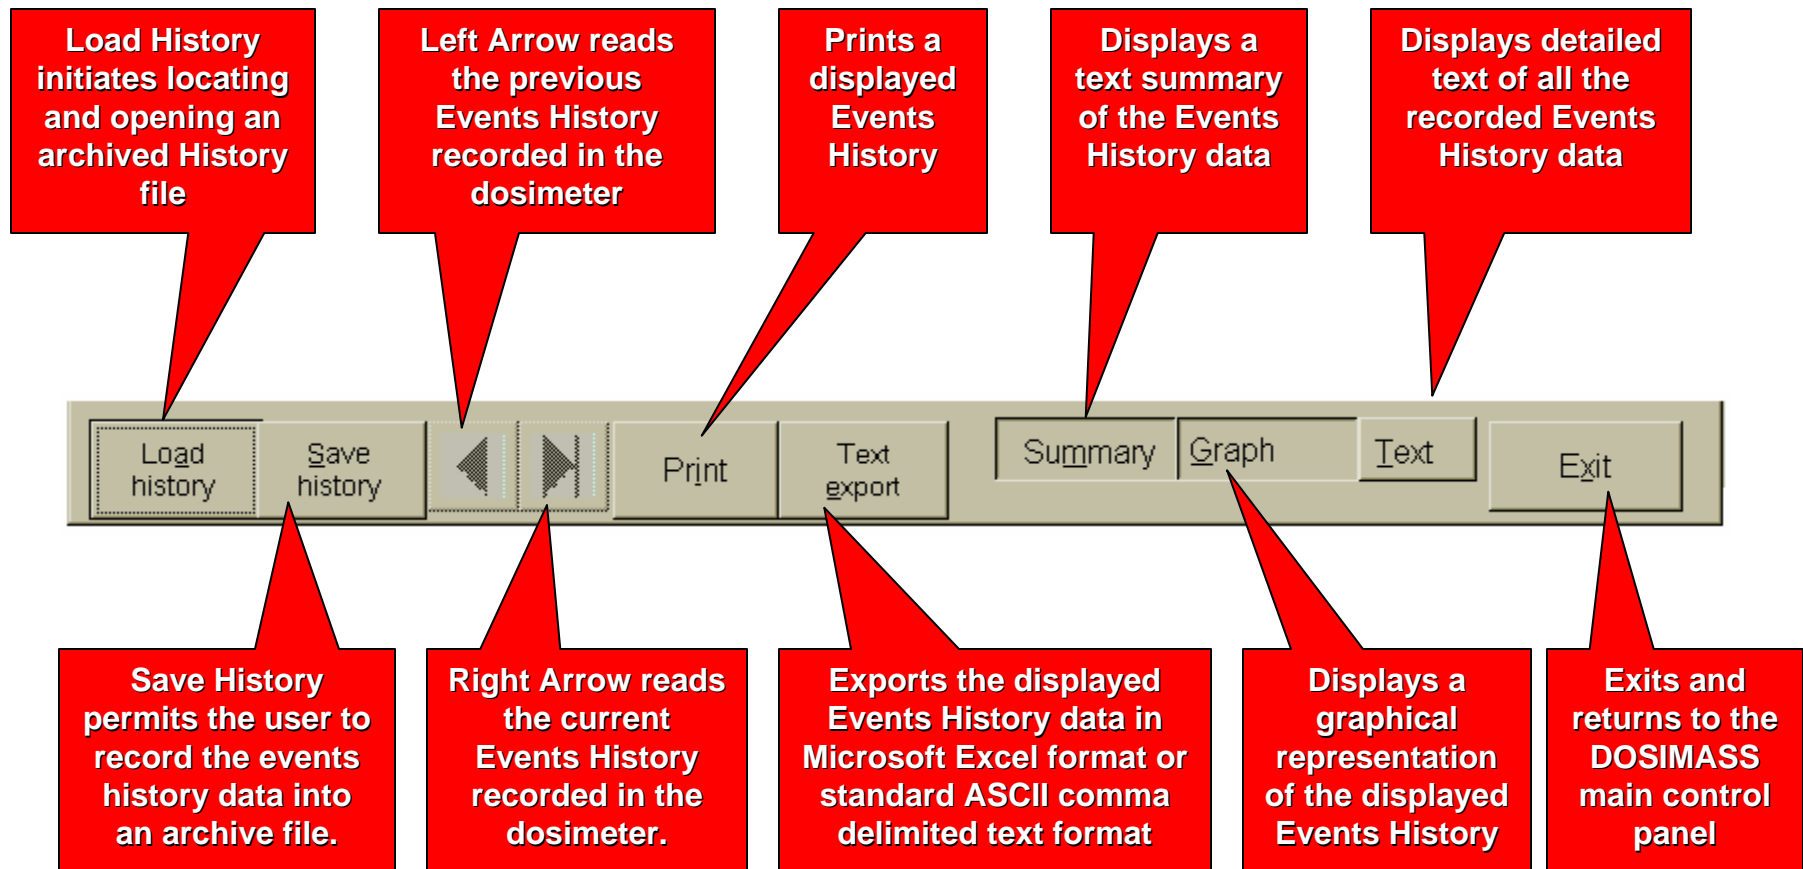 Load History
initiates locating
and opening an
archived History
file
Left Arrow reads
the previous
Events History
recorded in the
dosimeter
Prints a
displayed
Events
History
Displays a
text summary
of the Events
History data
Displays detailed
text of all the
recorded Events
History data
Load
history
Save
history
Print
Text
export
Summary
Graph
Text
Exit
Save History
permits the user to
record the events
history data into
an archive file.
Right Arrow reads
the current
Events History
recorded in the
dosimeter.
Exports the displayed
Events History data in
Microsoft Excel format or
standard ASCII comma
delimited text format
Displays a
graphical
representation
of the displayed
Events History
Exits and
returns to the
DOSIMASS
main control
panel